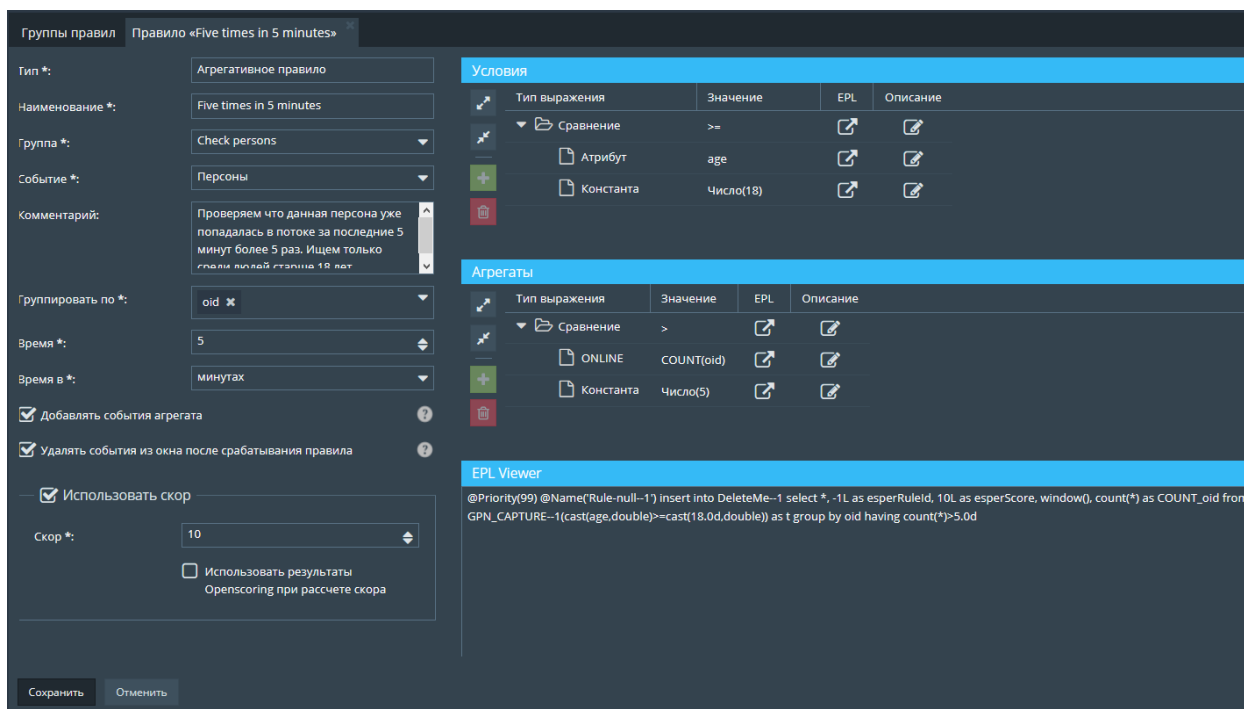 Группы правил Правило «Five times in 5 minutes»
Тип *: Агрегативное правило
Наименование *: Five times in 5 minutes
Группа *: Check persons
Событие *: Персоны
Комментарий: Проверяем что данная персона уже
попадалась в потоке за последние 5
минут более 5 раз. Ищем только
среди людей старше 18 лет
Группировать по *: oid
Время *: 5
Время в *: минутах
Добавлять события агрегата
Удалять события из окна после срабатывания правила
Использовать скор
Скор *: 10
Использовать результаты
Openscoring при рассчете скора
Сохранить Отменить
Условия
Тип выражения Значение EPL Описание
Сравнение >=
Атрибут age
Константа Число(18)
Агрегаты
Тип выражения Значение EPL Описание
Сравнение >
ONLINE COUNT(oid)
Константа Число(5)
EPL Viewer
@Priority(99) @Name('Rule-null--1') insert into DeleteMe--1 select *, -1L as esperRuleId, 10L as esperScore, window(), count(*) as COUNT_oid from
GPN_CAPTURE--1(cast(age,double)>=cast(18.0d,double)) as t group by oid having count(*)>5.0d